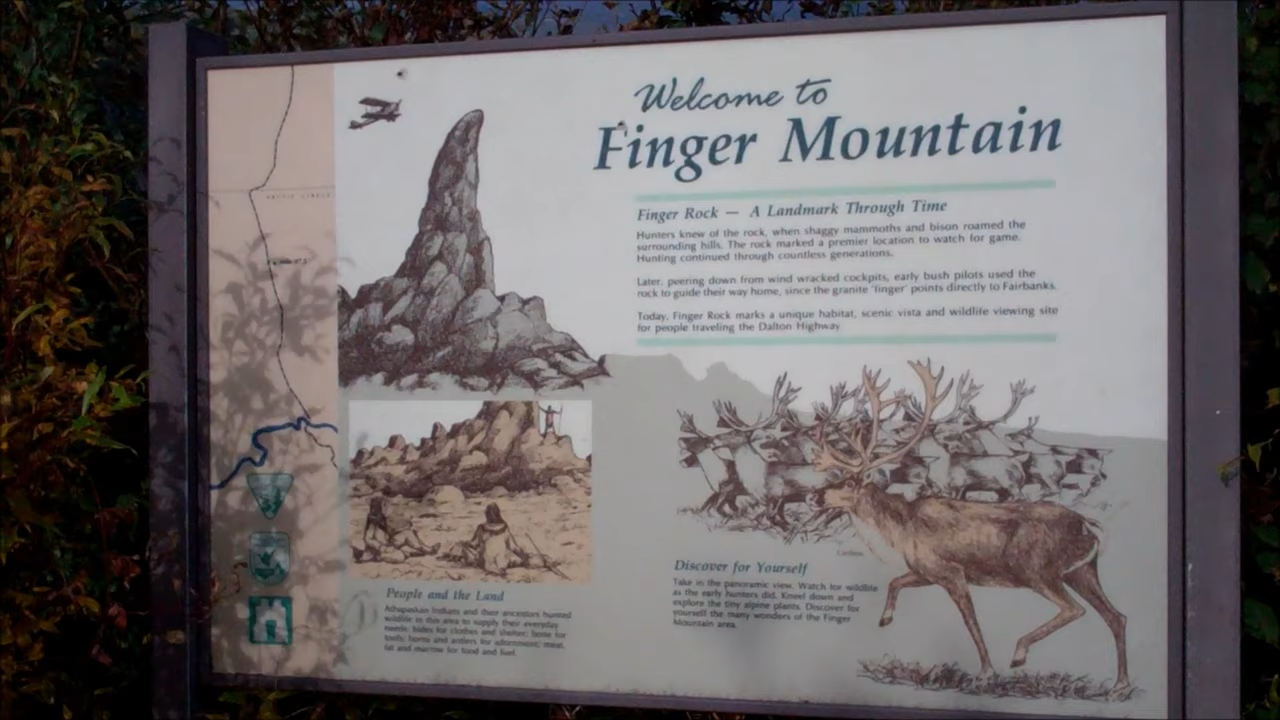 Welcome to
Finger Mountain
Finger Rock — A Landmark Through Time
Hunters knew of the rock, when shaggy mammoths and bison roamed the
surrounding hills. The rock marked a premier location to watch for game.
Hunting continued through countless generations.
Later, peering down from wind wracked cockpits, early bush pilots used the
rock to guide their way home, since the granite 'finger' points directly to Fairbanks.
Today, Finger Rock marks a unique habitat, scenic vista and wildlife viewing site
for people traveling the Dalton Highway
People and the Land
Athapaskan Indians and their ancestors hunted
wildlife in this area to supply their everyday
needs: hides for clothes and shelter; bone for
tools; horns and antlers for adornment; meat,
fat and marrow for food and fuel.
Caribou
Discover for Yourself
Take in the panoramic view. Watch for wildlife
as the early hunters did. Kneel down and
explore the tiny alpine plants. Discover for
yourself the many wonders of the Finger
Mountain area.